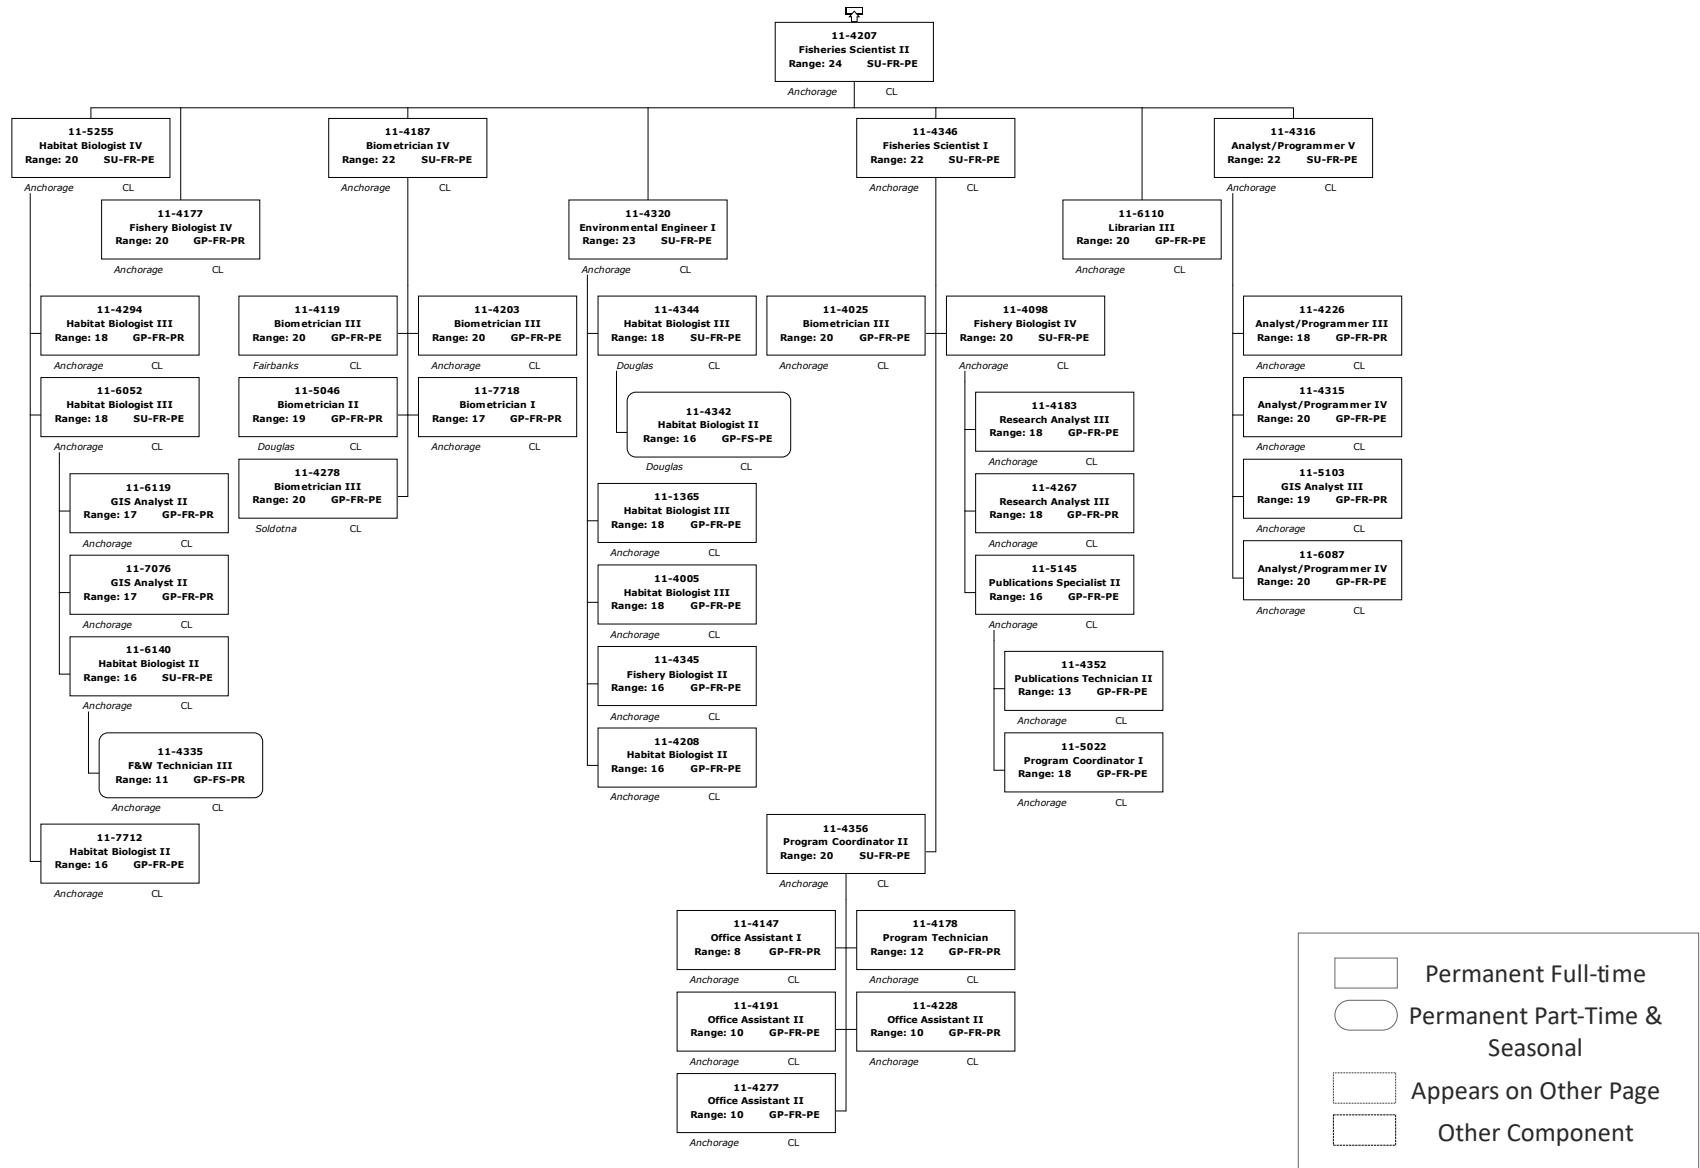 11-4207
Fisheries Scientist II
Range: 24 SU-FR-PE
Anchorage CL
11-5255
Habitat Biologist IV
Range: 20 SU-FR-PE
Anchorage CL
11-4187
Biometrician IV
Range: 22 SU-FR-PE
Anchorage CL
11-4346
Fisheries Scientist I
Range: 22 SU-FR-PE
Anchorage CL
11-4316
Analyst/Programmer V
Range: 22 SU-FR-PE
Anchorage CL
11-4177
Fishery Biologist IV
Range: 20 GP-FR-PR
Anchorage CL
11-4320
Environmental Engineer I
Range: 23 SU-FR-PE
Anchorage CL
11-6110
Librarian III
Range: 20 GP-FR-PE
Anchorage CL
11-4294
Habitat Biologist III
Range: 18 GP-FR-PR
Anchorage CL
11-6052
Habitat Biologist III
Range: 18 SU-FR-PE
Anchorage CL
11-6119
GIS Analyst II
Range: 17 GP-FR-PR
Anchorage CL
11-7076
GIS Analyst II
Range: 17 GP-FR-PR
Anchorage CL
11-6140
Habitat Biologist II
Range: 16 SU-FR-PE
Anchorage CL
11-4335
F&W Technician III
Range: 11 GP-FS-PR
Anchorage CL
11-7712
Habitat Biologist II
Range: 16 GP-FR-PE
Anchorage CL
11-4119
Biometrician III
Range: 20 GP-FR-PE
Fairbanks CL
11-4203
Biometrician III
Range: 20 GP-FR-PE
Anchorage CL
11-5046
Biometrician II
Range: 19 GP-FR-PR
Douglas CL
11-7718
Biometrician I
Range: 17 GP-FR-PR
Anchorage CL
11-4278
Biometrician III
Range: 20 GP-FR-PE
Soldotna CL
11-4344
Habitat Biologist III
Range: 18 SU-FR-PE
Douglas CL
11-4342
Habitat Biologist II
Range: 16 GP-FS-PE
Douglas CL
11-1365
Habitat Biologist III
Range: 18 GP-FR-PE
Anchorage CL
11-4005
Habitat Biologist III
Range: 18 GP-FR-PE
Anchorage CL
11-4345
Fishery Biologist II
Range: 16 GP-FR-PE
Anchorage CL
11-4208
Habitat Biologist II
Range: 16 GP-FR-PE
Anchorage CL
11-4025
Biometrician III
Range: 20 GP-FR-PE
Anchorage CL
11-4098
Fishery Biologist IV
Range: 20 SU-FR-PE
Anchorage CL
11-4183
Research Analyst III
Range: 18 GP-FR-PE
Anchorage CL
11-4267
Research Analyst III
Range: 18 GP-FR-PR
Anchorage CL
11-5145
Publications Specialist II
Range: 16 GP-FR-PE
Anchorage CL
11-4352
Publications Technician II
Range: 13 GP-FR-PE
Anchorage CL
11-5022
Program Coordinator I
Range: 18 GP-FR-PE
Anchorage CL
11-4356
Program Coordinator II
Range: 20 SU-FR-PE
Anchorage CL
11-4147
Office Assistant I
Range: 8 GP-FR-PR
Anchorage CL
11-4178
Program Technician
Range: 12 GP-FR-PR
Anchorage CL
11-4191
Office Assistant II
Range: 10 GP-FR-PE
Anchorage CL
11-4228
Office Assistant II
Range: 10 GP-FR-PR
Anchorage CL
11-4277
Office Assistant II
Range: 10 GP-FR-PE
Anchorage CL
11-4226
Analyst/Programmer III
Range: 18 GP-FR-PR
Anchorage CL
11-4315
Analyst/Programmer IV
Range: 20 GP-FR-PE
Anchorage CL
11-5103
GIS Analyst III
Range: 19 GP-FR-PR
Anchorage CL
11-6087
Analyst/Programmer IV
Range: 20 GP-FR-PE
Anchorage CL
Permanent Full-time
Permanent Part-Time &
Seasonal
Appears on Other Page
Other Component